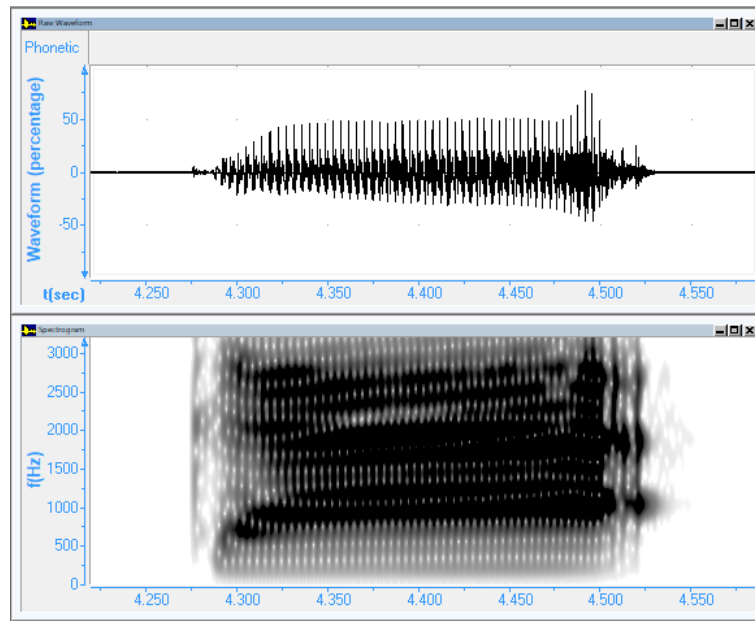 Raw Waveform
Phonetic
Waveform (percentage)
50
0
-50
t(sec) 4.250 4.300 4.350 4.400 4.450 4.500 4.550
Spectrogram
f(Hz)
3000
2500
2000
1500
1000
500
0
4.250 4.300 4.350 4.400 4.450 4.500 4.550